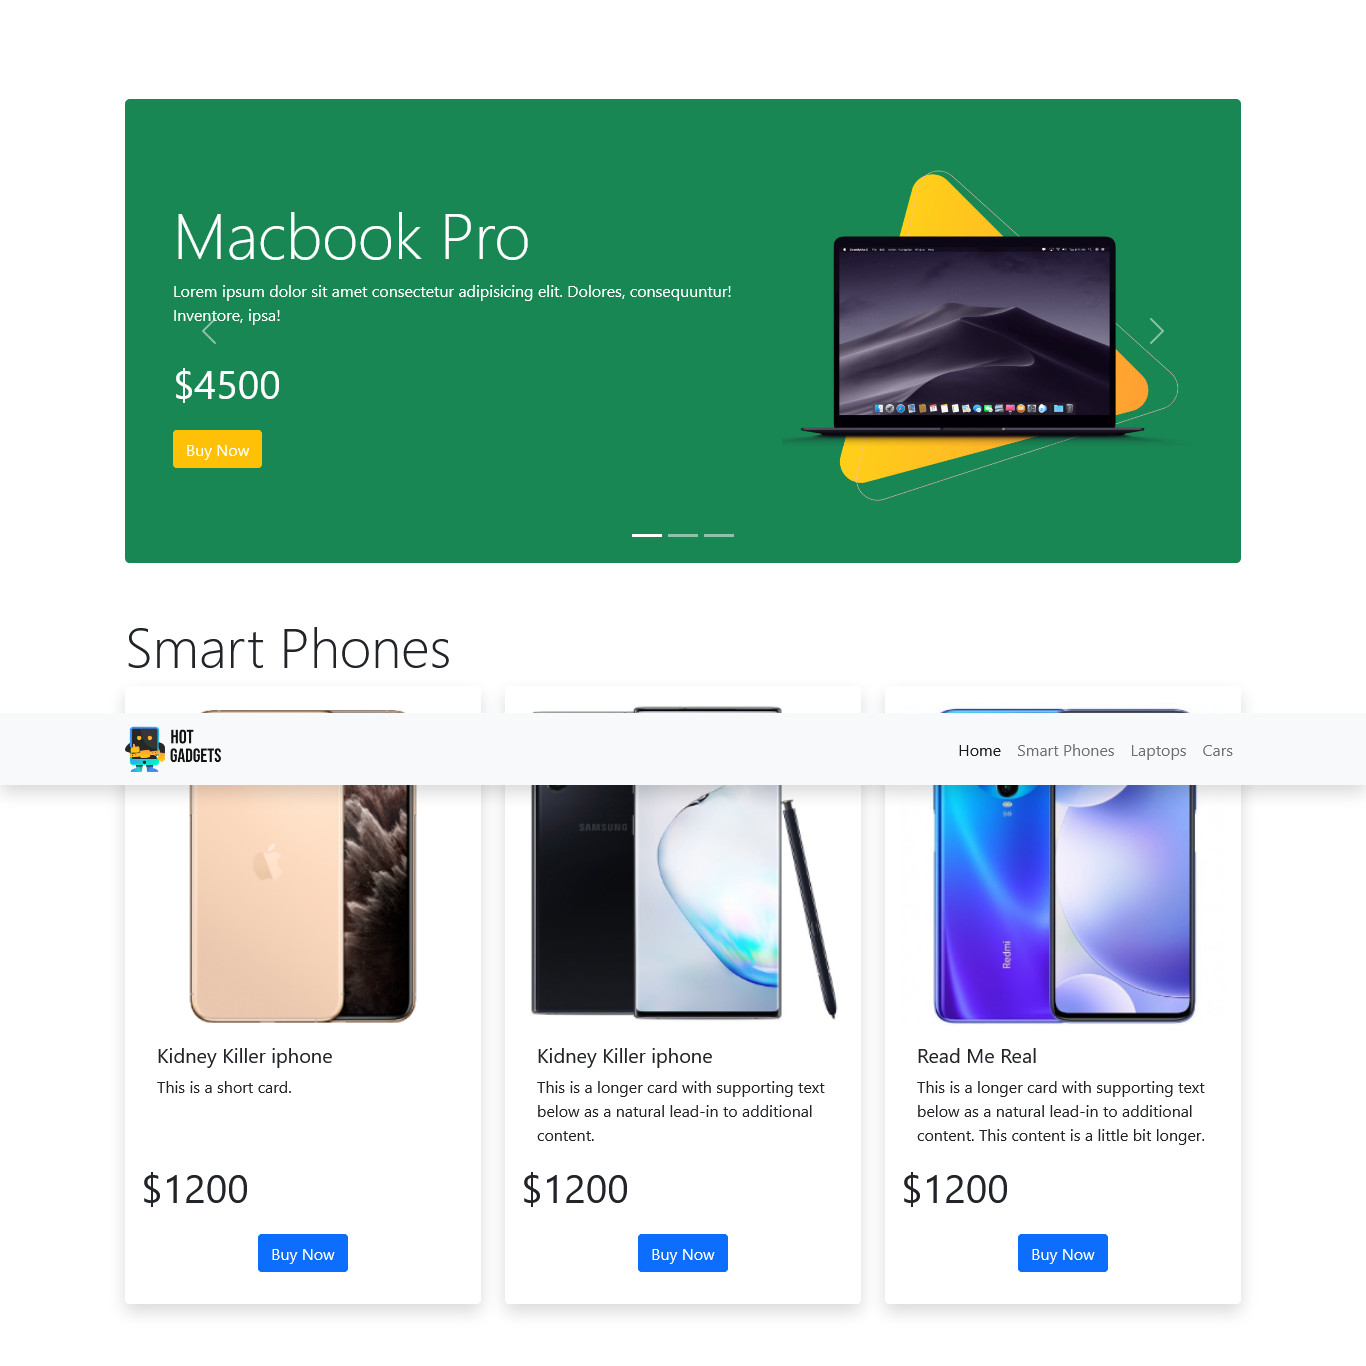 Macbook Pro
Lorem ipsum dolor sit amet consectetur adipisicing elit. Dolores, consequuntur!
Inventore, ipsa!
$4500
Buy Now
Smart Phones
HOT
GADGETS
Home Smart Phones Laptops Cars
SAMSUNG
Redmi
Kidney Killer iphone
This is a short card.
$1200
Buy Now
Kidney Killer iphone
This is a longer card with supporting text
below as a natural lead-in to additional
content.
$1200
Buy Now
Read Me Real
This is a longer card with supporting text
below as a natural lead-in to additional
content. This content is a little bit longer.
$1200
Buy Now